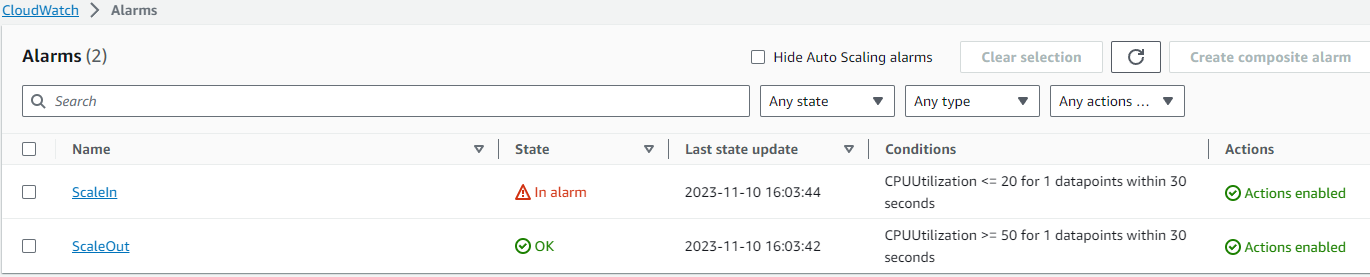 CloudWatch > Alarms
Alarms (2)
Hide Auto Scaling alarms
Clear selection
Create composite alarm
Search
Any state
Any type
Any actions ...
Name State Last state update Conditions Actions
ScaleIn In alarm 2023-11-10 16:03:44 CPUUtilization <= 20 for 1 datapoints within 30 seconds Actions enabled
ScaleOut OK 2023-11-10 16:03:42 CPUUtilization >= 50 for 1 datapoints within 30 seconds Actions enabled